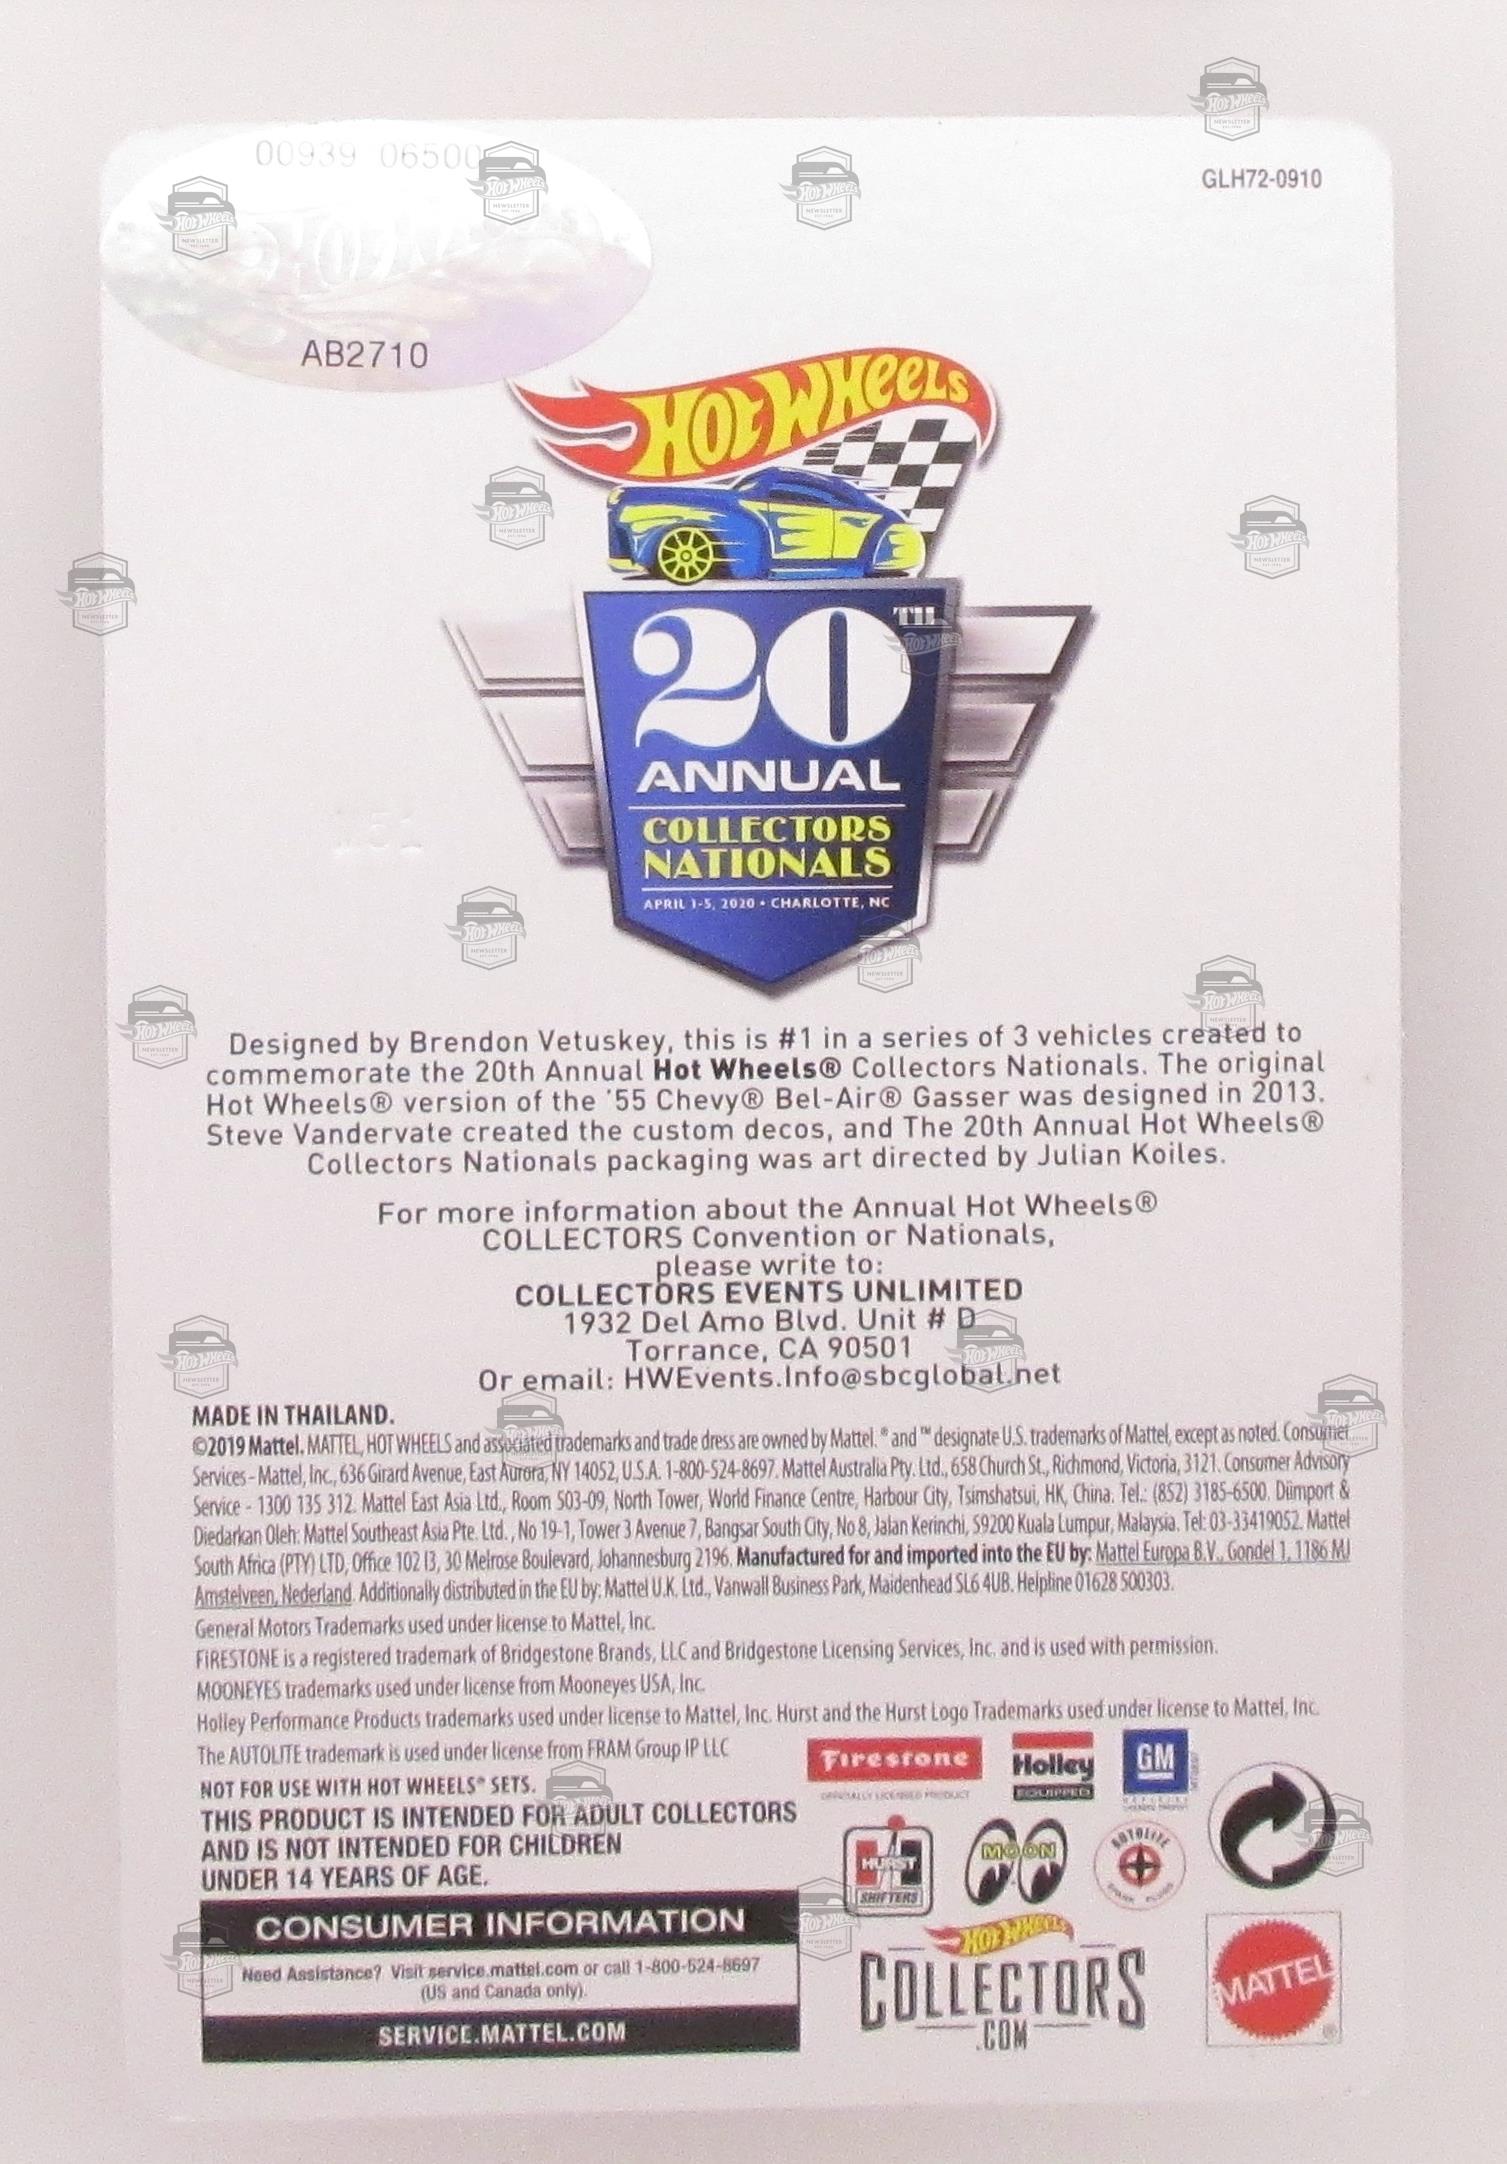 00939 06500
GLH72-0910
AB2710
HOT WHEELS
20TH
ANNUAL
COLLECTORS
NATIONALS
APRIL 1-5, 2020 • CHARLOTTE, NC
Designed by Brendon Vetuskey, this is #1 in a series of 3 vehicles created to
commemorate the 20th Annual Hot Wheels® Collectors Nationals. The original
Hot Wheels® version of the '55 Chevy® Bel-Air® Gasser was designed in 2013.
Steve Vandervate created the custom decos, and The 20th Annual Hot Wheels®
Collectors Nationals packaging was art directed by Julian Koiles.
For more information about the Annual Hot Wheels®
COLLECTORS Convention or Nationals,
please write to:
COLLECTORS EVENTS UNLIMITED
1932 Del Amo Blvd. Unit # D
Torrance, CA 90501
Or email: HWEvents.Info@sbcglobal.net
MADE IN THAILAND.
©2019 Mattel. MATTEL, HOT WHEELS and associated trademarks and trade dress are owned by Mattel. ® and ™ designate U.S. trademarks of Mattel, except as noted. Consumer
Services - Mattel, Inc., 636 Girard Avenue, East Aurora, NY 14052, U.S.A. 1-800-524-8697. Mattel Australia Pty. Ltd., 658 Church St., Richmond, Victoria, 3121. Consumer Advisory
Service - 1300 135 312. Mattel East Asia Ltd., Room 503-09, North Tower, World Finance Centre, Harbour City, Tsimshatsui, HK, China. Tel.: (852) 3185-6500. Diimport &
Diedarkan Oleh: Mattel Southeast Asia Pte. Ltd., No 19-1, Tower 3 Avenue 7, Bangsar South City, No 8, Jalan Kerinchi, 59200 Kuala Lumpur, Malaysia. Tel: 03-33419052. Mattel
South Africa (PTY) LTD, Office 102 I3, 30 Melrose Boulevard, Johannesburg 2196. Manufactured for and imported into the EU by: Mattel Europa B.V., Gondel 1, 1186 MJ
Amstelveen, Nederland. Additionally distributed in the EU by: Mattel U.K. Ltd., Vanwall Business Park, Maidenhead SL6 4UB. Helpline 01628 500303.
General Motors Trademarks used under license to Mattel, Inc.
FIRESTONE is a registered trademark of Bridgestone Brands, LLC and Bridgestone Licensing Services, Inc. and is used with permission.
MOONEYES trademarks used under license from Mooneyes USA, Inc.
Holley Performance Products trademarks used under license to Mattel, Inc. Hurst and the Hurst Logo Trademarks used under license to Mattel, Inc.
The AUTOLITE trademark is used under license from FRAM Group IP LLC
NOT FOR USE WITH HOT WHEELS® SETS.
THIS PRODUCT IS INTENDED FOR ADULT COLLECTORS
AND IS NOT INTENDED FOR CHILDREN
UNDER 14 YEARS OF AGE.
Firestone
OFFICIALLY LICENSED PRODUCT
Holley
EQUIPPED
GM
HURST
SHIFTERS
MOON
AUTOLITE
SPARK PLUGS
CONSUMER INFORMATION
Need Assistance? Visit service.mattel.com or call 1-800-524-8697
(US and Canada only).
SERVICE.MATTEL.COM
HOT WHEELS
COLLECTORS
.COM
MATTEL
®